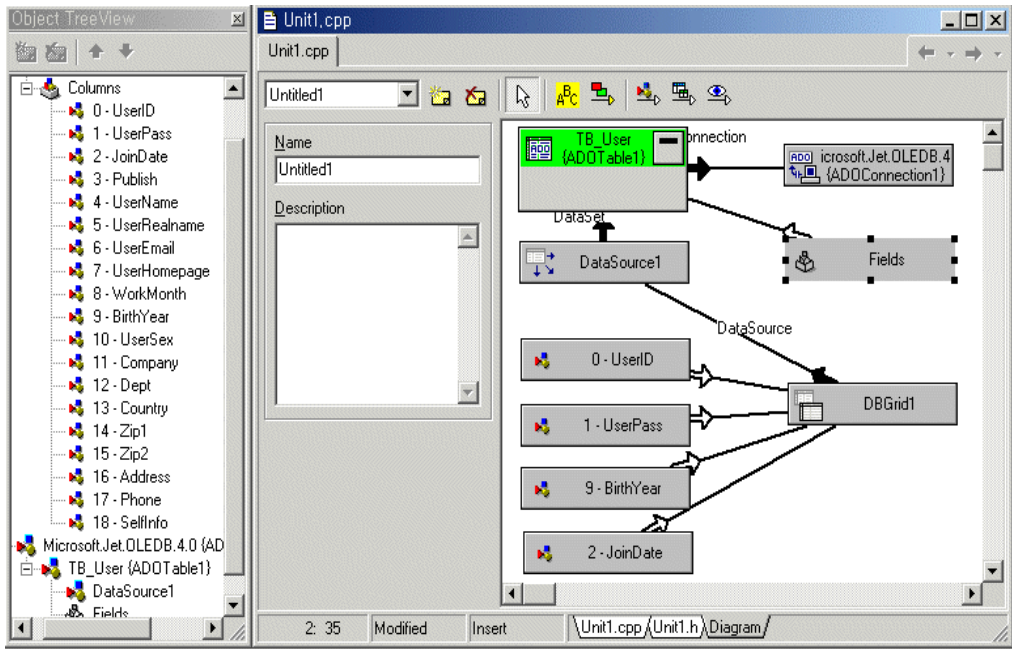 Object TreeView
Columns
0 - UserID
1 - UserPass
2 - JoinDate
3 - Publish
4 - UserName
5 - UserRealname
6 - UserEmail
7 - UserHomepage
8 - WorkMonth
9 - BirthYear
10 - UserSex
11 - Company
12 - Dept
13 - Country
14 - Zip1
15 - Zip2
16 - Address
17 - Phone
18 - SelfInfo
Microsoft.Jet.OLEDB.4.0 {AD
TB_User {ADOTable1}
DataSource1
Fields
Unit1.cpp
Unit1.cpp
Untitled1
ABC
Name
Untitled1
Description
TB_User
{ADOTable1}
onnection
ADO
ADO
icrosoft.Jet.OLEDB.4
{ADOConnection1}
DataSet
DataSource1
Fields
DataSource
0 - UserID
DBGrid1
1 - UserPass
9 - BirthYear
2 - JoinDate
2: 35
Modified
Insert
Unit1.cpp
Unit1.h
Diagram